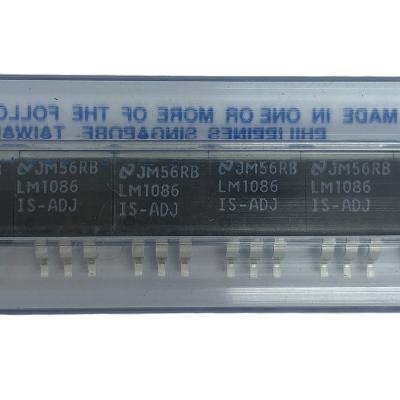 MADE IN ONE OR MORE OF THE FOLLO
PHILIPPINES SINGAPORE TAIWA
B JM56RB JM56RB JM56RB JM56RB
LM1086 LM1086 LM1086 LM1086
IS-ADJ IS-ADJ IS-ADJ IS-ADJ